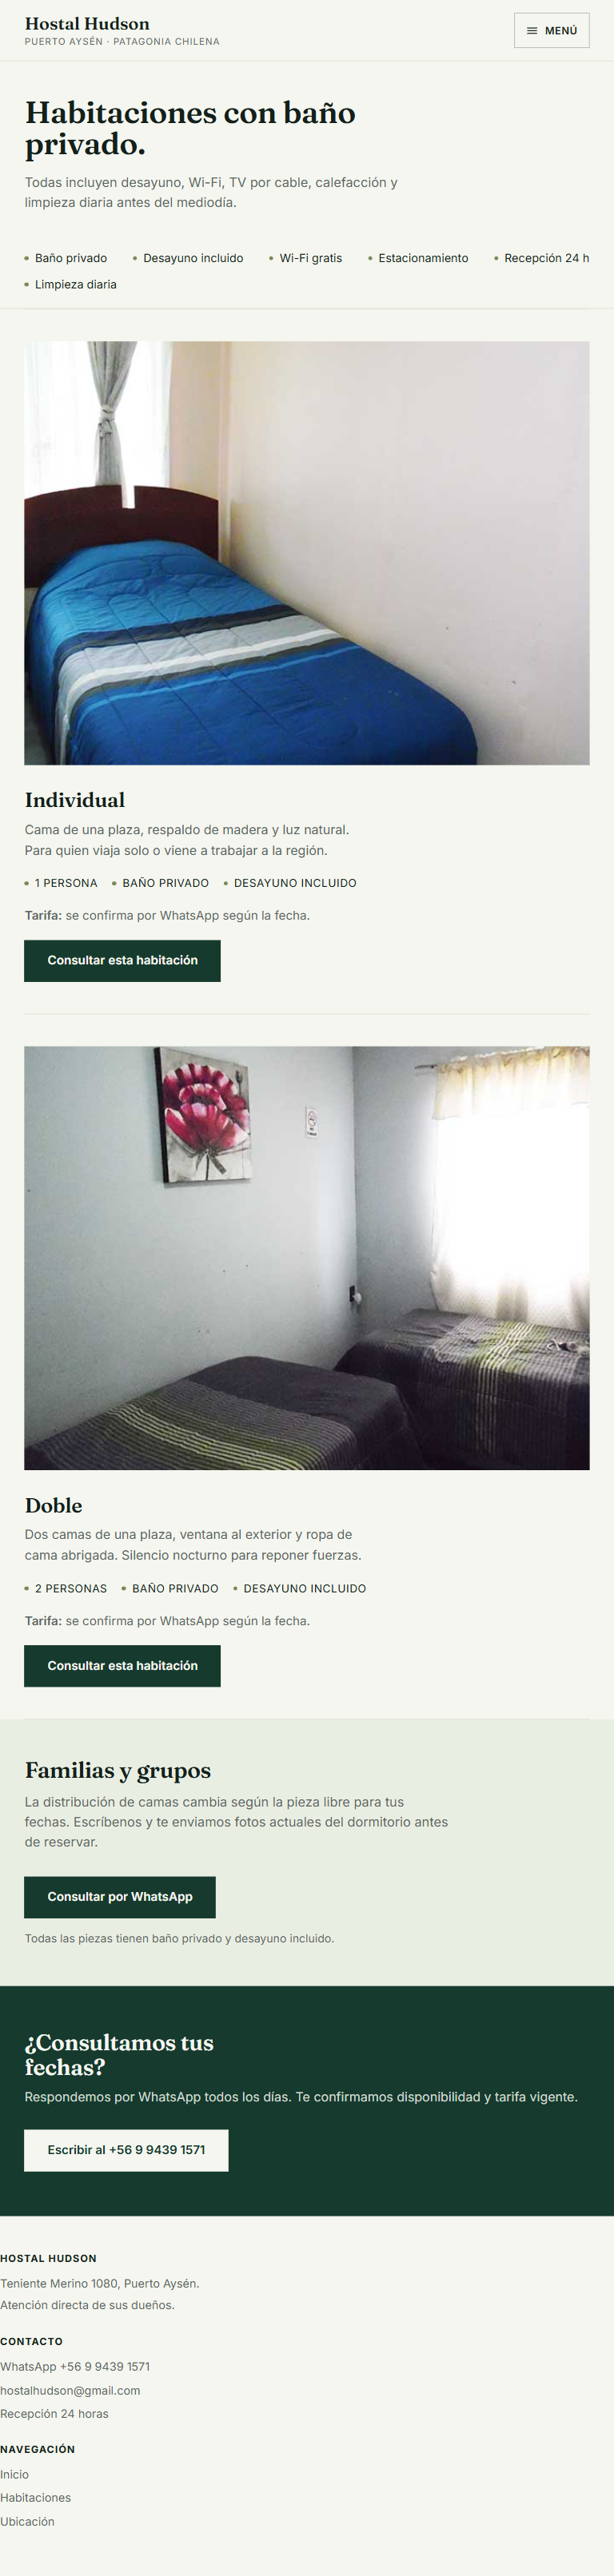 Hostal Hudson
PUERTO AYSÉN · PATAGONIA CHILENA
MENÚ
Habitaciones con baño
privado.
Todas incluyen desayuno, Wi-Fi, TV por cable, calefacción y
limpieza diaria antes del mediodía.
Baño privado
Desayuno incluido
Wi-Fi gratis
Estacionamiento
Recepción 24 h
Limpieza diaria
Individual
Cama de una plaza, respaldo de madera y luz natural.
Para quien viaja solo o viene a trabajar a la región.
1 PERSONA
BAÑO PRIVADO
DESAYUNO INCLUIDO
Tarifa: se confirma por WhatsApp según la fecha.
Consultar esta habitación
Doble
Dos camas de una plaza, ventana al exterior y ropa de
cama abrigada. Silencio nocturno para reponer fuerzas.
2 PERSONAS
BAÑO PRIVADO
DESAYUNO INCLUIDO
Tarifa: se confirma por WhatsApp según la fecha.
Consultar esta habitación
Familias y grupos
La distribución de camas cambia según la pieza libre para tus
fechas. Escríbenos y te enviamos fotos actuales del dormitorio antes
de reservar.
Consultar por WhatsApp
Todas las piezas tienen baño privado y desayuno incluido.
¿Consultamos tus
fechas?
Respondemos por WhatsApp todos los días. Te confirmamos disponibilidad y tarifa vigente.
Escribir al +56 9 9439 1571
HOSTAL HUDSON
Teniente Merino 1080, Puerto Aysén.
Atención directa de sus dueños.
CONTACTO
WhatsApp +56 9 9439 1571
hostalhudson@gmail.com
Recepción 24 horas
NAVEGACIÓN
Inicio
Habitaciones
Ubicación